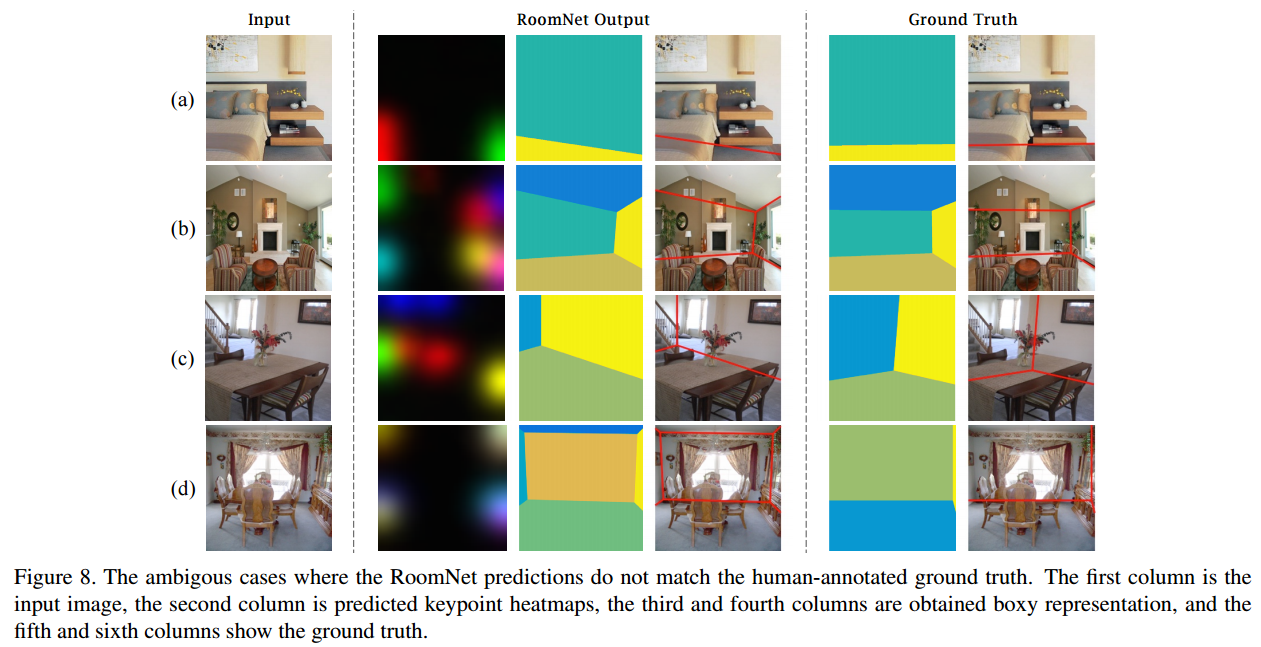 Input
RoomNet Output
Ground Truth
(a)
(b)
(c)
(d)
Figure 8. The ambigous cases where the RoomNet predictions do not match the human-annotated ground truth. The first column is the
input image, the second column is predicted keypoint heatmaps, the third and fourth columns are obtained boxy representation, and the
fifth and sixth columns show the ground truth.